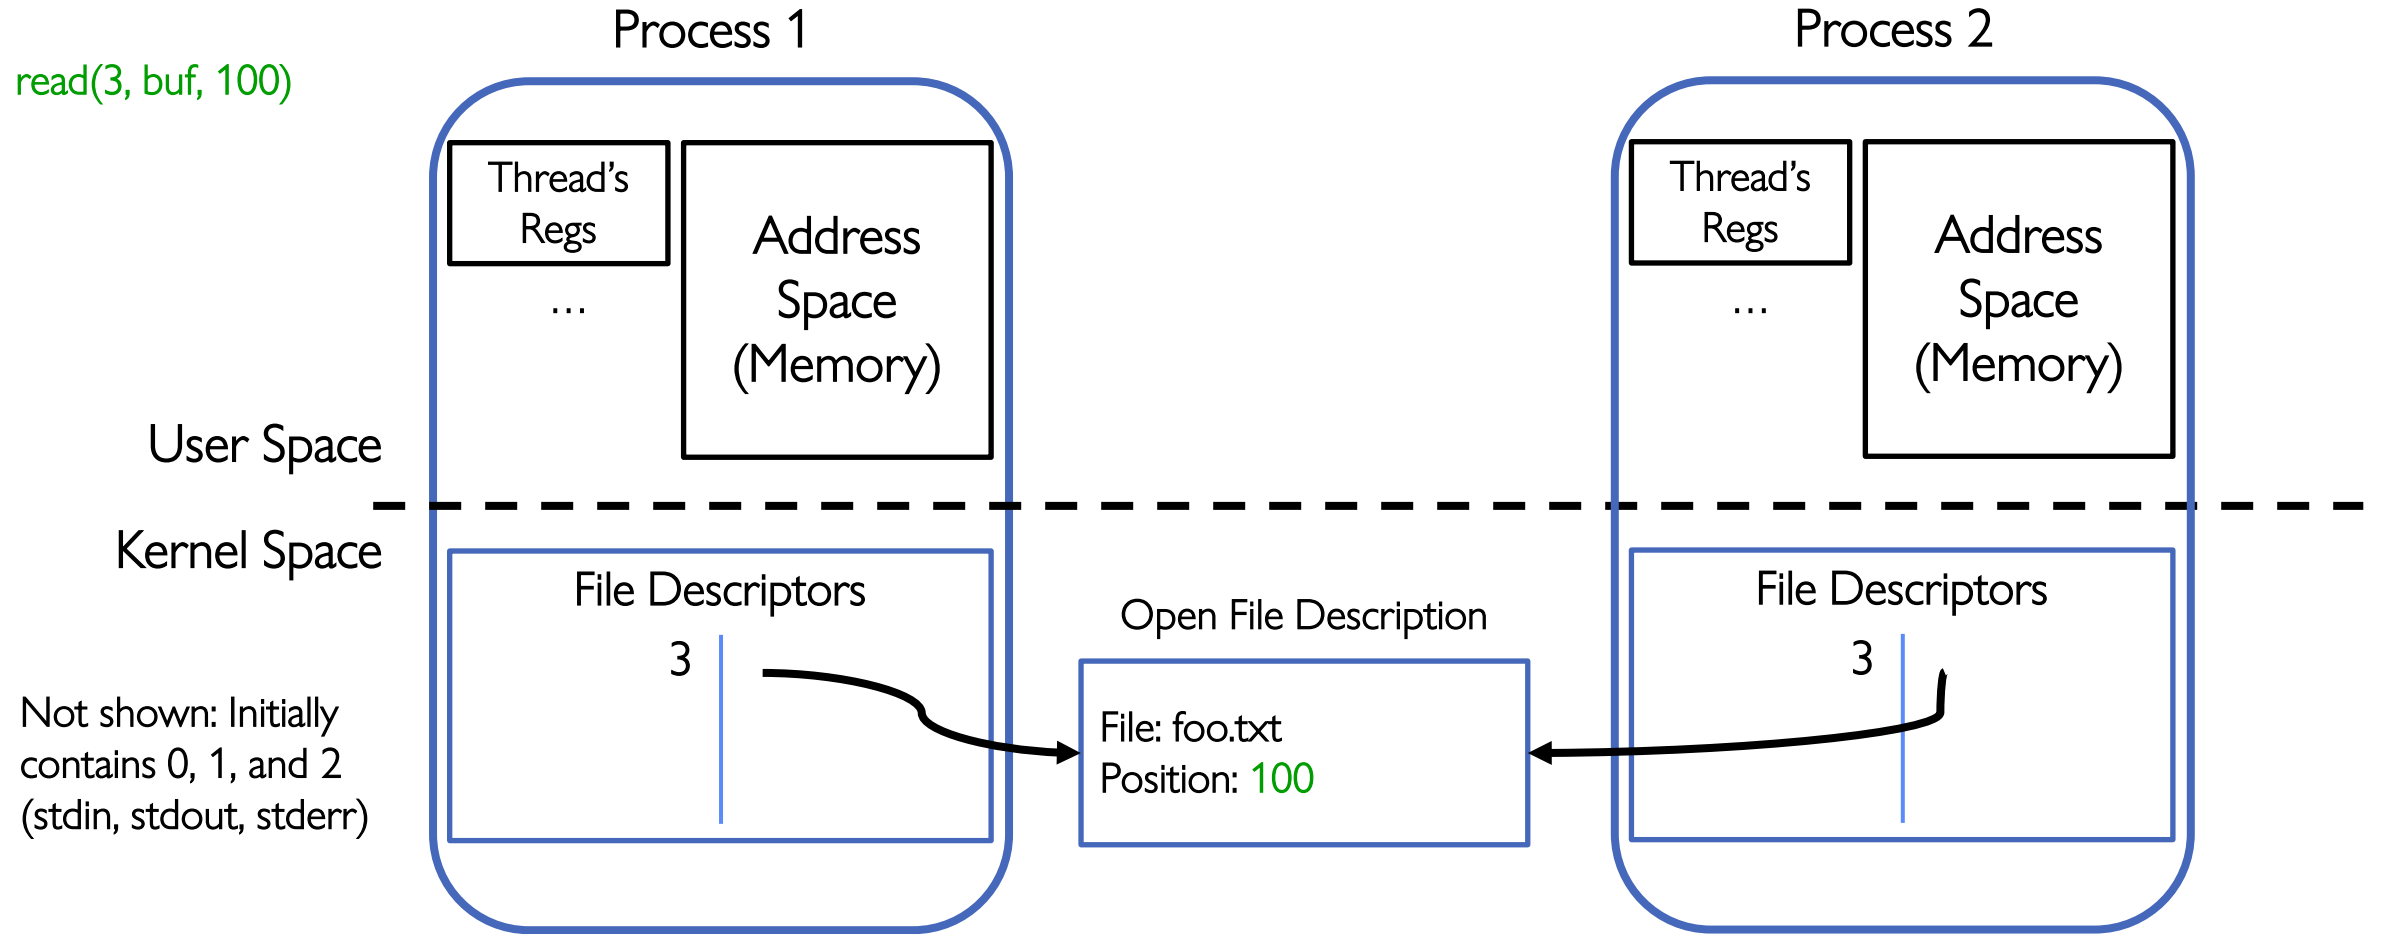 Process 1
Process 2
read(3, buf, 100)
Thread’s
Regs
...
Address
Space
(Memory)
Thread’s
Regs
...
Address
Space
(Memory)
User Space
Kernel Space
File Descriptors
3
Open File Description
File: foo.txt
Position: 100
File Descriptors
3
Not shown: Initially
contains 0, 1, and 2
(stdin, stdout, stderr)